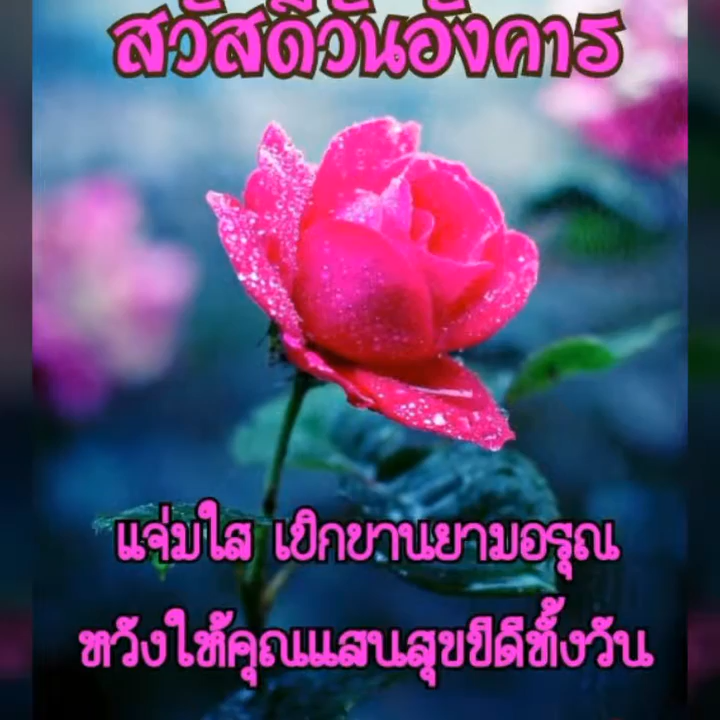 สวัสดีวันอังคาร
แจ่มใส เบิกบานยามอรุณ
หวังให้คุณแสนสุขขีดีทั้งวัน